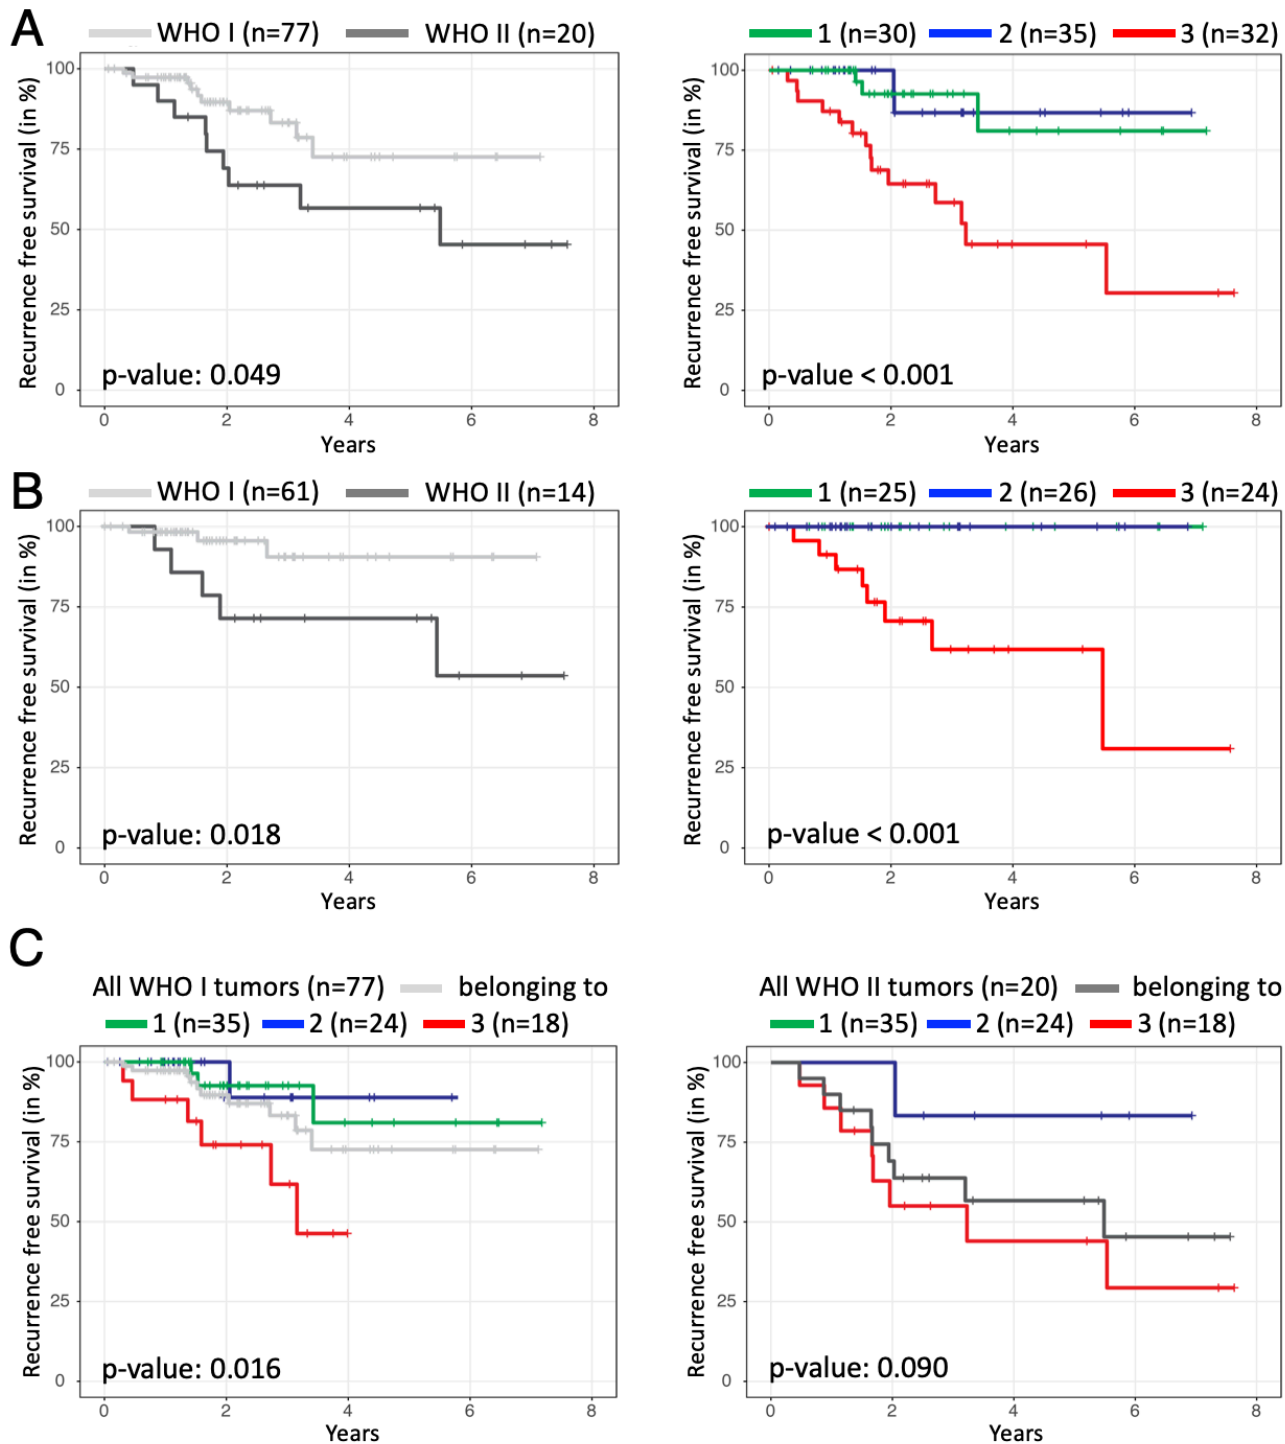 A
WHO I (n=77) WHO II (n=20)
1 (n=30) 2 (n=35) 3 (n=32)
Recurrence free survival (in %)
100
75
50
25
0
p-value: 0.049
0 2 4 6 8
Years
Recurrence free survival (in %)
100
75
50
25
0
p-value < 0.001
0 2 4 6 8
Years
B
WHO I (n=61) WHO II (n=14)
1 (n=25) 2 (n=26) 3 (n=24)
Recurrence free survival (in %)
100
75
50
25
0
p-value: 0.018
0 2 4 6 8
Years
Recurrence free survival (in %)
100
75
50
25
0
p-value < 0.001
0 2 4 6 8
Years
C
All WHO I tumors (n=77) belonging to
1 (n=35) 2 (n=24) 3 (n=18)
Recurrence free survival (in %)
100
75
50
25
0
p-value: 0.016
0 2 4 6 8
Years
All WHO II tumors (n=20) belonging to
1 (n=35) 2 (n=24) 3 (n=18)
Recurrence free survival (in %)
100
75
50
25
0
p-value: 0.090
0 2 4 6 8
Years